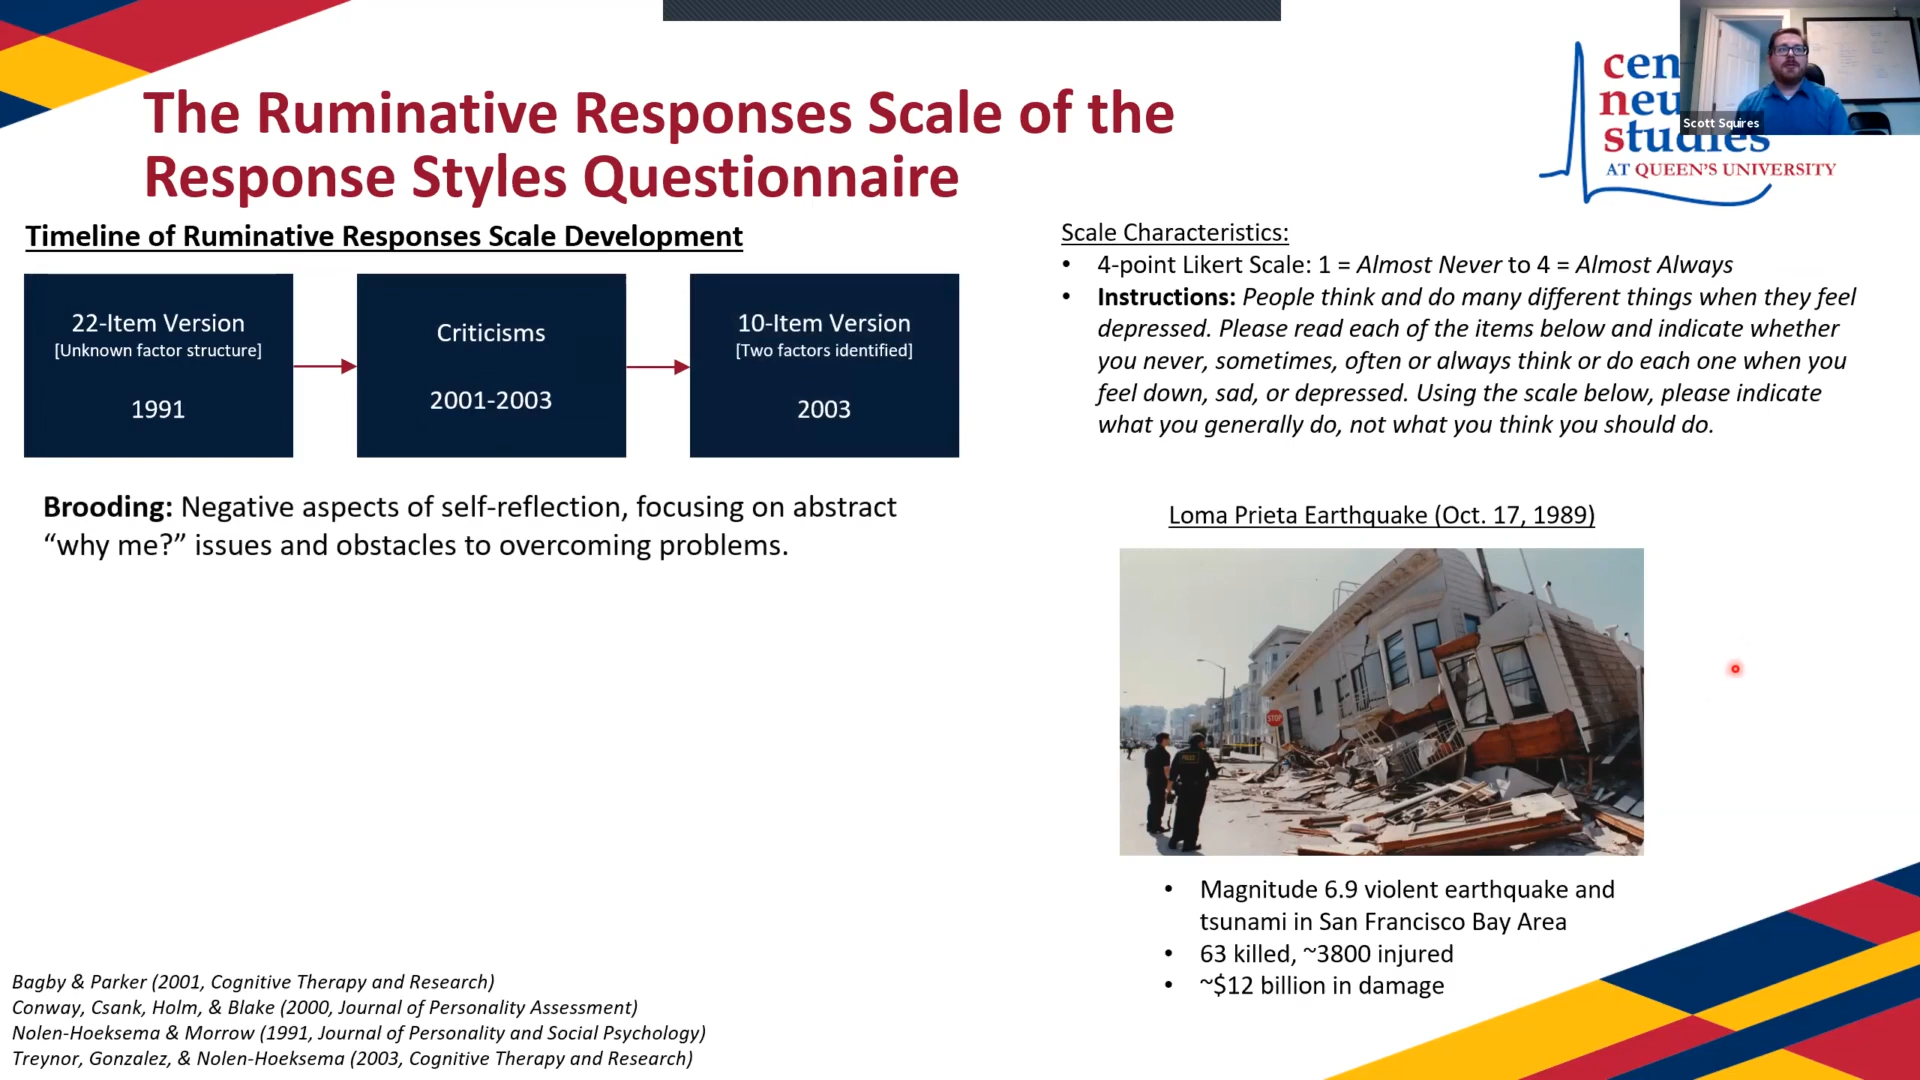 The Ruminative Responses Scale of the
Response Styles Questionnaire
cen
neu
studies
AT QUEEN'S UNIVERSITY
Scott Squires
Timeline of Ruminative Responses Scale Development
22-Item Version
[Unknown factor structure]
1991
Criticisms
2001-2003
10-Item Version
[Two factors identified]
2003
Brooding: Negative aspects of self-reflection, focusing on abstract
“why me?” issues and obstacles to overcoming problems.
Scale Characteristics:
• 4-point Likert Scale: 1 = Almost Never to 4 = Almost Always
• Instructions: People think and do many different things when they feel
depressed. Please read each of the items below and indicate whether
you never, sometimes, often or always think or do each one when you
feel down, sad, or depressed. Using the scale below, please indicate
what you generally do, not what you think you should do.
Loma Prieta Earthquake (Oct. 17, 1989)
STOP
POLICE
• Magnitude 6.9 violent earthquake and
tsunami in San Francisco Bay Area
• 63 killed, ~3800 injured
• ~$12 billion in damage
Bagby & Parker (2001, Cognitive Therapy and Research)
Conway, Csank, Holm, & Blake (2000, Journal of Personality Assessment)
Nolen-Hoeksema & Morrow (1991, Journal of Personality and Social Psychology)
Treynor, Gonzalez, & Nolen-Hoeksema (2003, Cognitive Therapy and Research)